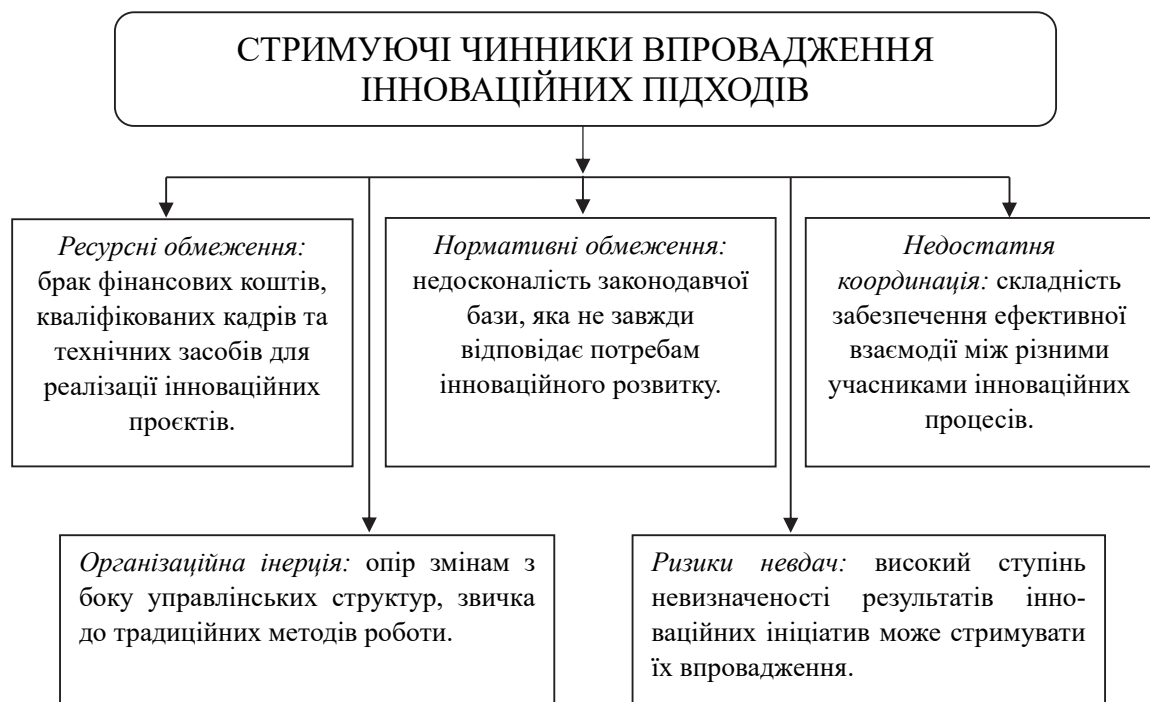 СТРИМУЮЧІ ЧИННИКИ ВПРОВАДЖЕННЯ
ІННОВАЦІЙНИХ ПІДХОДІВ
Ресурсні обмеження:
брак фінансових коштів,
кваліфікованих кадрів та
технічних засобів для
реалізації інноваційних
проєктів.
Нормативні обмеження:
недосконалість законодавчої
бази, яка не завжди
відповідає потребам
інноваційного розвитку.
Недостатня
координація: складність
забезпечення ефективної
взаємодії між різними
учасниками інноваційних
процесів.
Організаційна інерція: опір змінам з
боку управлінських структур, звичка
до традиційних методів роботи.
Ризики невдач: високий ступінь
невизначеності результатів інно-
ваційних ініціатив може стримувати
їх впровадження.